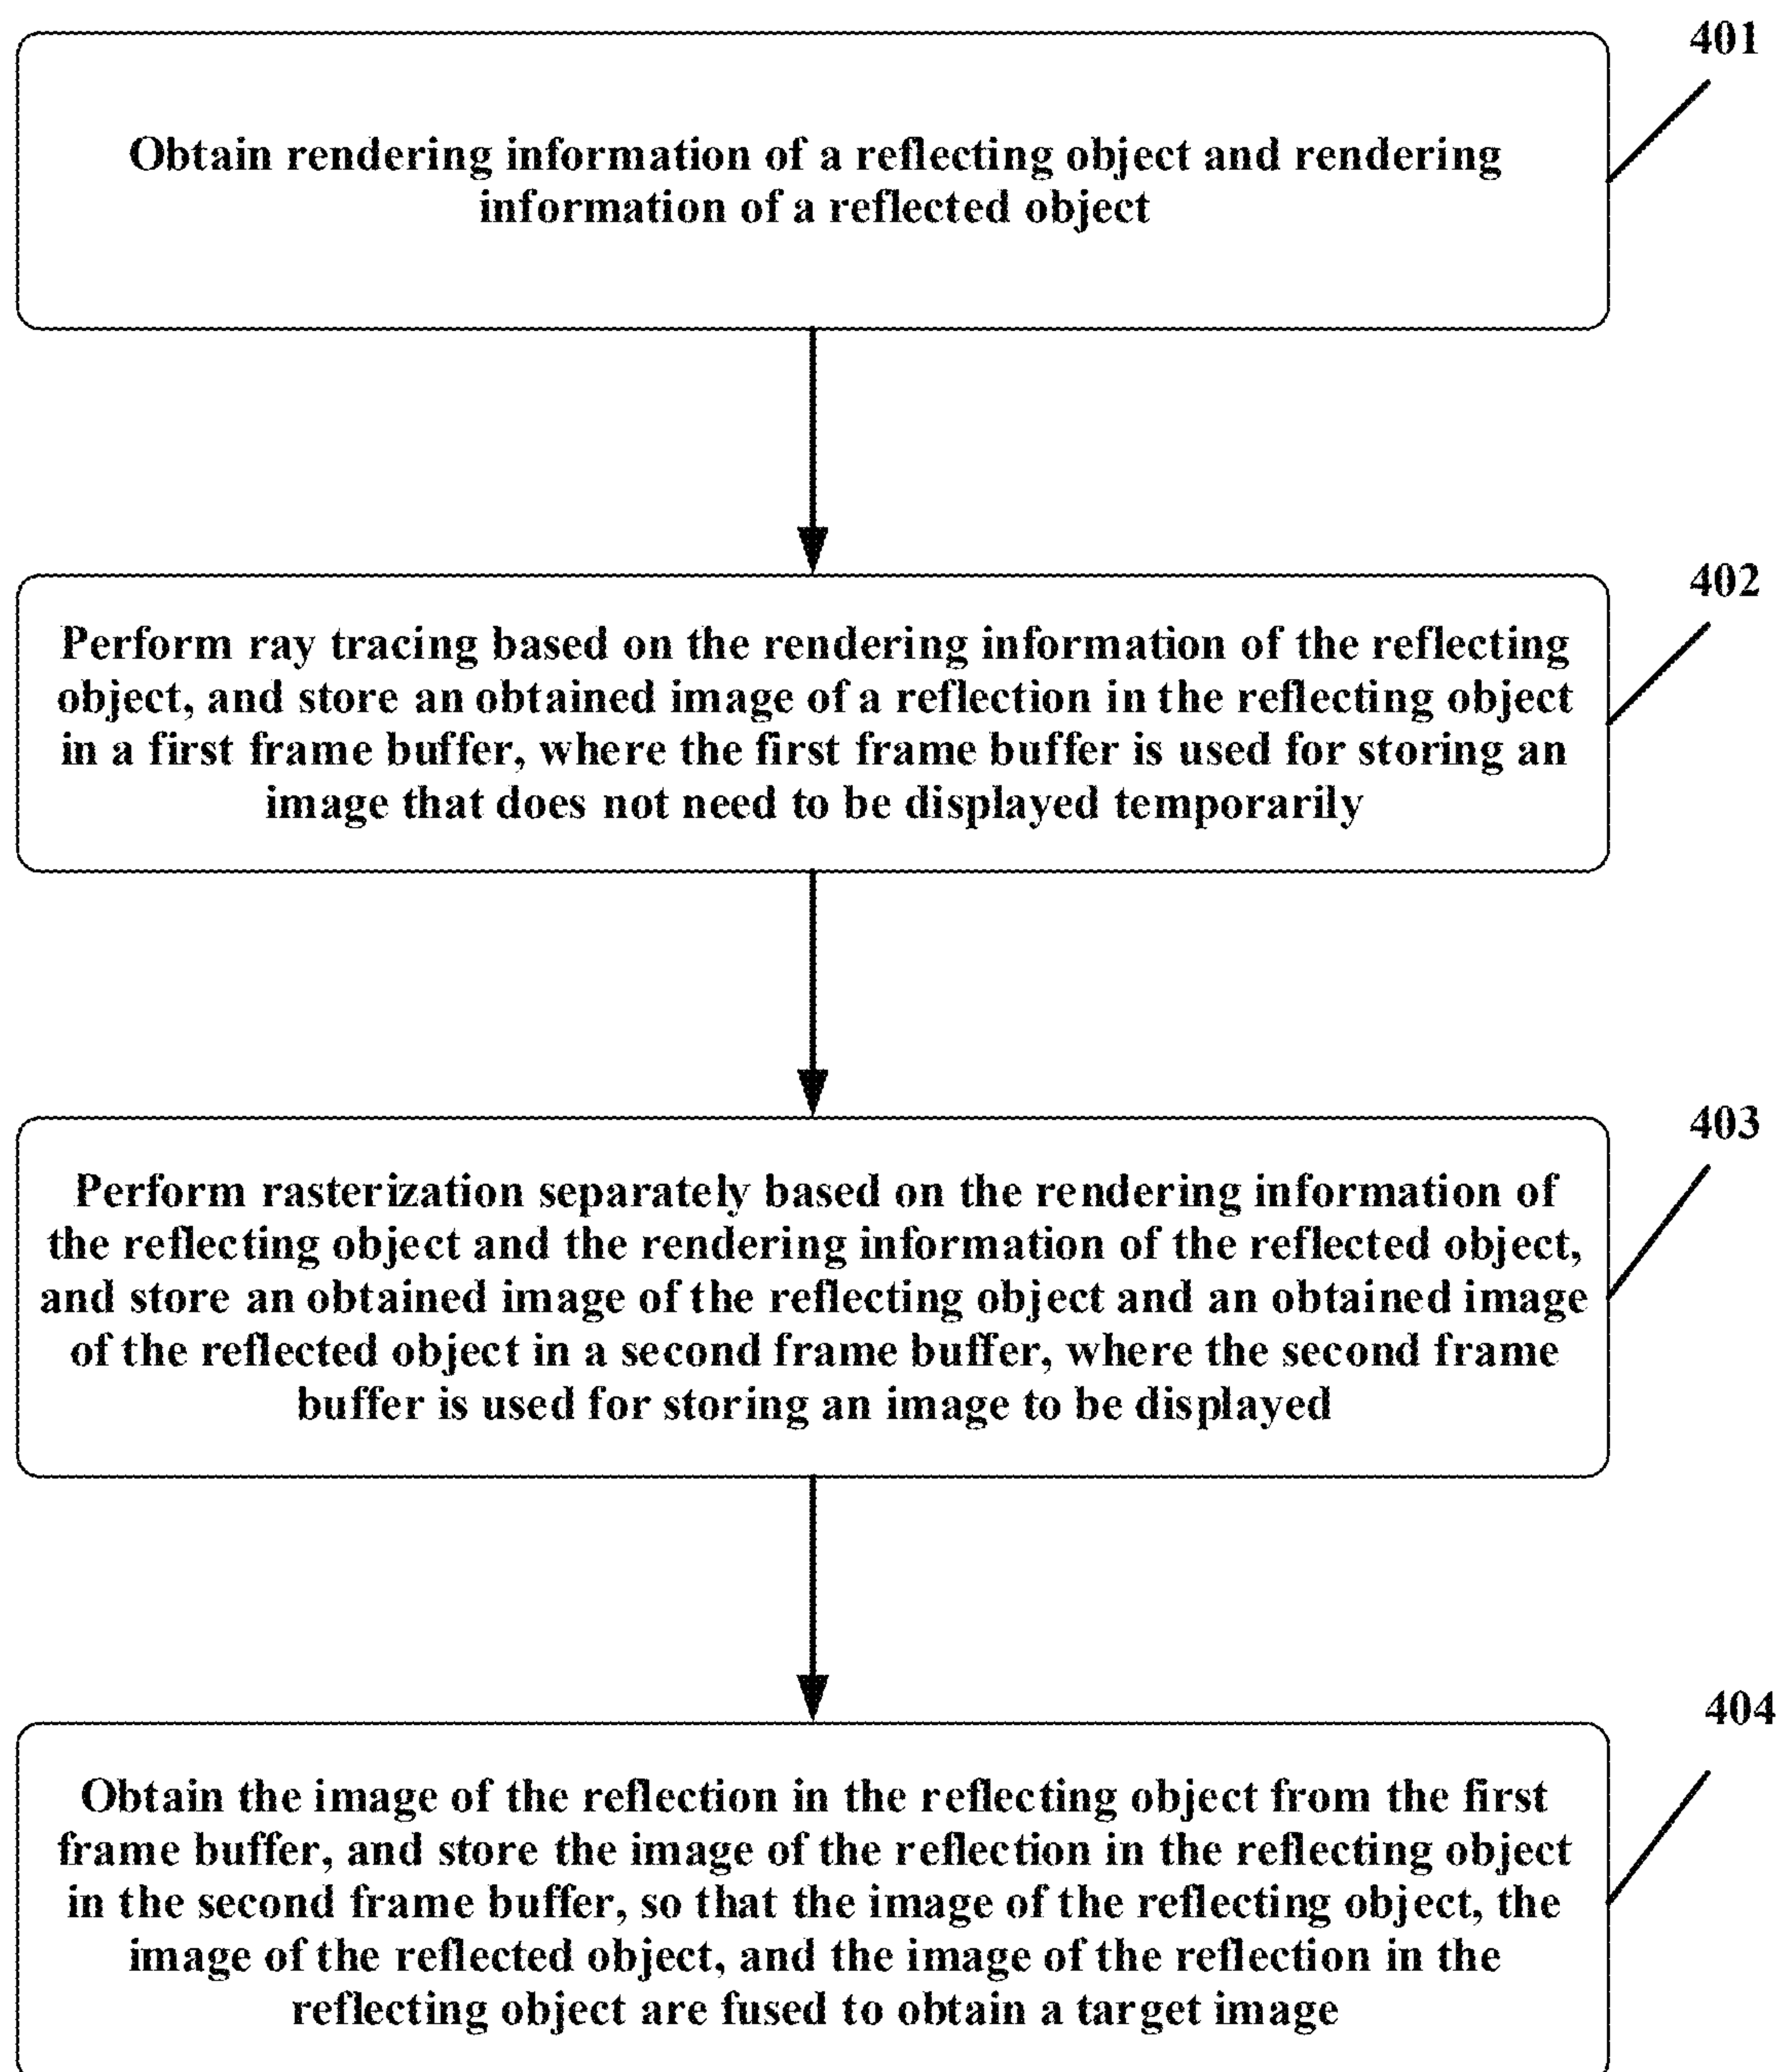 401
Obtain rendering information of a reflecting object and rendering
information of a reflected object
402
Perform ray tracing based on the rendering information of the reflecting
object, and store an obtained image of a reflection in the reflecting object
in a first frame buffer, where the first frame buffer is used for storing an
image that does not need to be displayed temporarily
403
Perform rasterization separately based on the rendering information of
the reflecting object and the rendering information of the reflected object,
and store an obtained image of the reflecting object and an obtained image
of the reflected object in a second frame buffer, where the second frame
buffer is used for storing an image to be displayed
404
Obtain the image of the reflection in the reflecting object from the first
frame buffer, and store the image of the reflection in the reflecting object
in the second frame buffer, so that the image of the reflecting object, the
image of the reflected object, and the image of the reflection in the
reflecting object are fused to obtain a target image